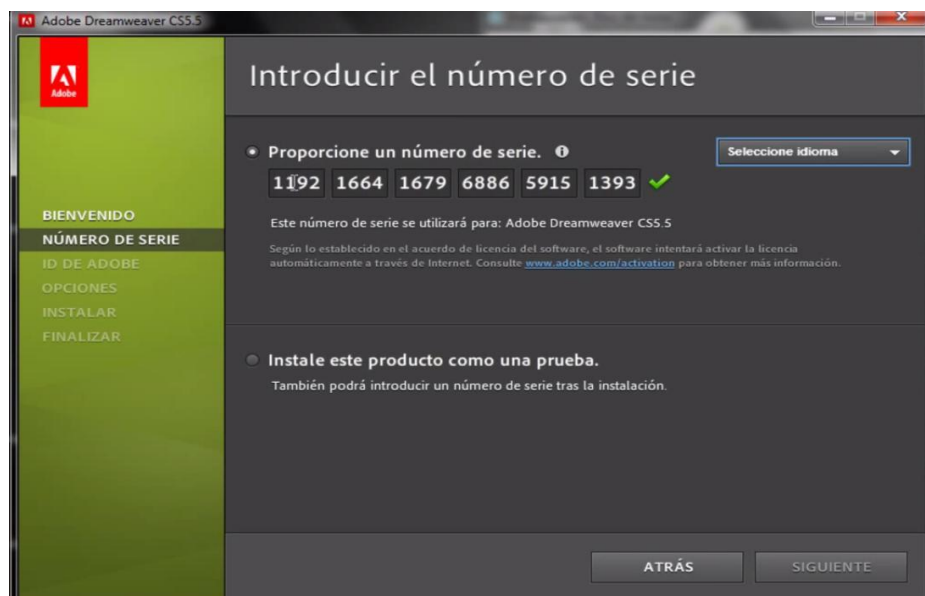 Adobe Dreamweaver CS5.5
Adobe
Introducir el número de serie
Proporcione un número de serie.
Seleccione idioma
1192 1664 1679 6886 5915 1393
Este número de serie se utilizará para: Adobe Dreamweaver CS5.5
Según lo establecido en el acuerdo de licencia del software, el software intentará activar la licencia
automáticamente a través de Internet. Consulte www.adobe.com/activation para obtener más información.
BIENVENIDO
NÚMERO DE SERIE
ID DE ADOBE
OPCIONES
INSTALAR
FINALIZAR
Instale este producto como una prueba.
También podrá introducir un número de serie tras la instalación.
ATRÁS
SIGUIENTE